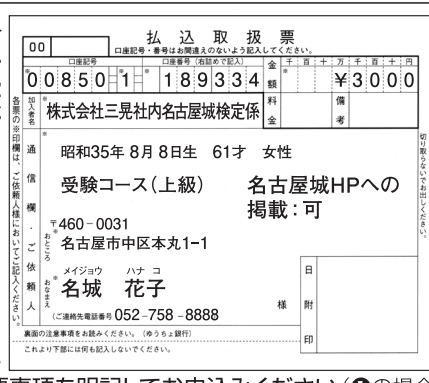 払込取扱票
00
口座記号・番号はお間違えのないよう記入してください。
口座記号 口座番号(右詰めで記入) 金額 千 百 十 万 千 百 十 円
※00850-1-※189334 ※ ¥3000
加入者名 ※株式会社三晃社内名古屋城検定係 料金 備考
各票の※印欄は、ご依頼人様においてご記入ください。
切り取らないでお出しください。
通信欄・ご依頼人
※昭和35年 8月 8日生 61才 女性
受験コース(上級) 名古屋城HPへの
掲載:可
〒460-0031
おところ ※名古屋市中区本丸1-1
メイジョウ ハナ コ
おなまえ ※名城 花子 様
(ご連絡先電話番号 052-758-8888
日附印
裏面の注意事項をお読みください。(ゆうちょ銀行)
これより下部には何も記入しないでください。
要事項を明記してお申込みください(❶の場合